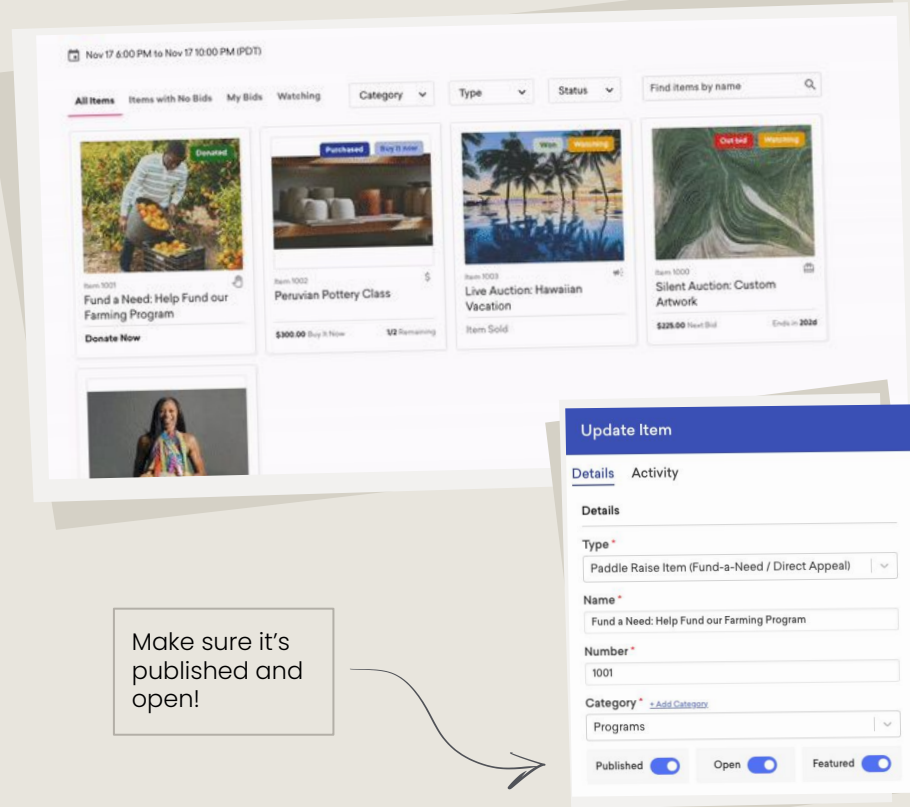 Nov 17 6:00 PM to Nov 17 10:00 PM (PDT)
All Items Items with No Bids My Bids Watching Category Type Status Find items by name
Donated
Item 1001
Fund a Need: Help Fund our
Farming Program
Donate Now
Purchased Buy it now
Item 1002
$
Peruvian Pottery Class
$300.00 Buy It Now 1/2 Remaining
Won Watching
Item 1003
Live Auction: Hawaiian
Vacation
Item Sold
Out bid Watching
Item 1000
Silent Auction: Custom
Artwork
$225.00 Next Bid Ends in 202d
Make sure it's
published and
open!
Update Item
Details Activity
Details
Type *
Paddle Raise Item (Fund-a-Need / Direct Appeal)
Name *
Fund a Need: Help Fund our Farming Program
Number *
1001
Category * + Add Category
Programs
Published Open Featured